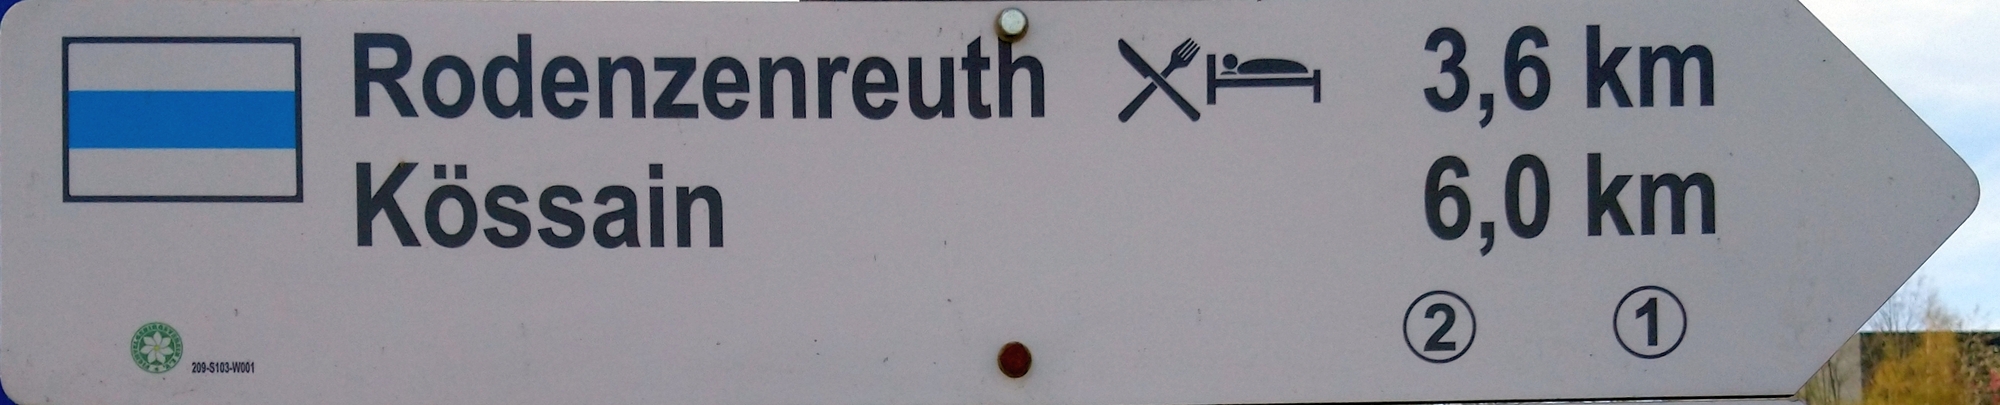 Rodenzenreuth 3,6 km
Kössain 6,0 km
2 1
209-S103-W001